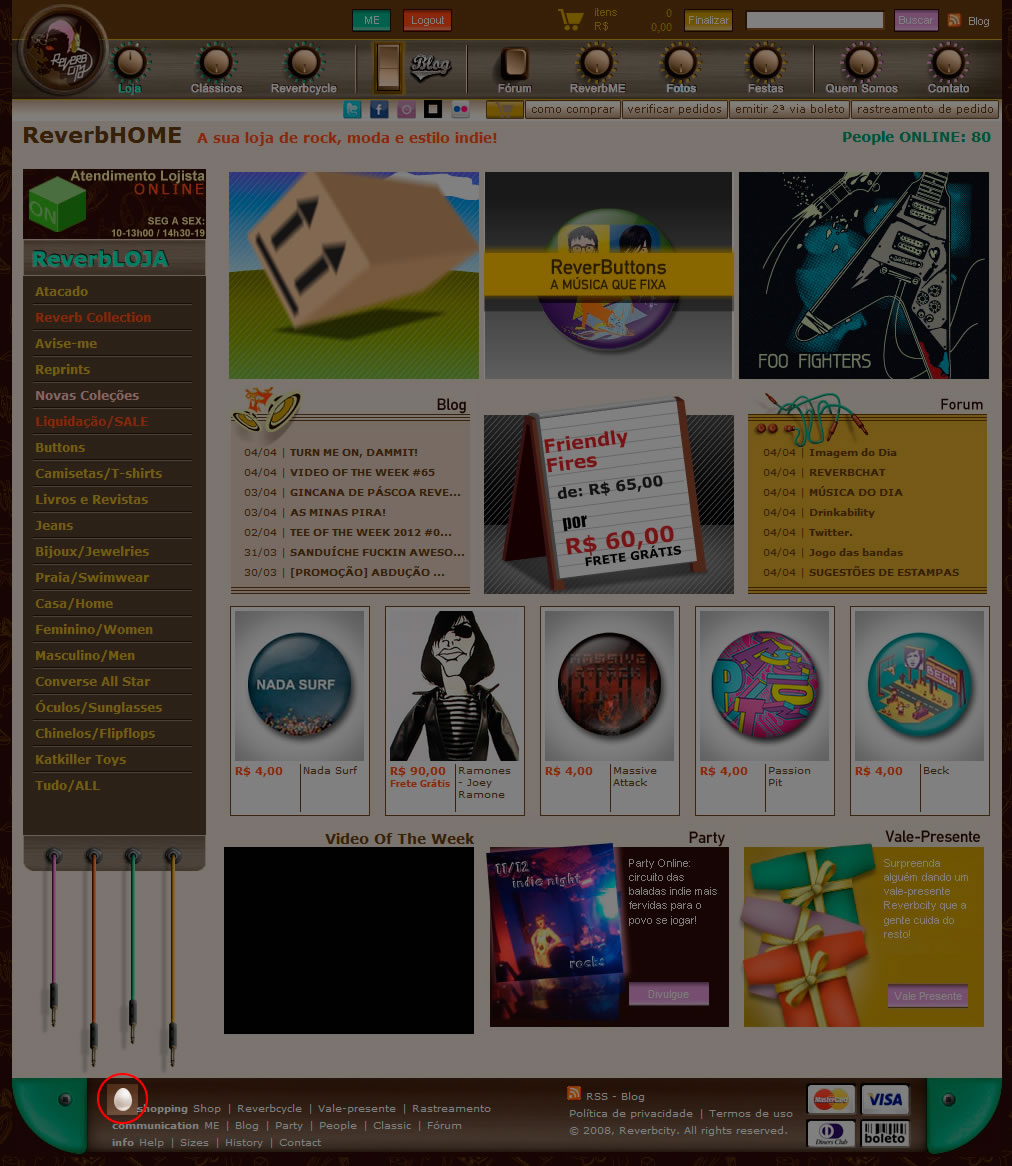 ME Logout itens 0 R$ 0,00 Finalizar Buscar Blog
Reverb City
Loja Clássicos Reverbcycle Blog Fórum ReverbME Fotos Festas Quem Somos Contato
como comprar verificar pedidos emitir 2ª via boleto rastreamento de pedido
ReverbHOME A sua loja de rock, moda e estilo indie! People ONLINE: 80
Atendimento Lojista
ONLINE
ON
SEG A SEX:
10-13h00 / 14h30-19
ReverbLOJA
Atacado
Reverb Collection
Avise-me
Reprints
Novas Coleções
Liquidação/SALE
Buttons
Camisetas/T-shirts
Livros e Revistas
Jeans
Bijoux/Jewelries
Praia/Swimwear
Casa/Home
Feminino/Women
Masculino/Men
Converse All Star
Óculos/Sunglasses
Chinelos/Flipflops
Katkiller Toys
Tudo/ALL
ReverButtons
A MÚSICA QUE FIXA
FOO FIGHTERS
Blog
04/04 | TURN ME ON, DAMMIT!
04/04 | VIDEO OF THE WEEK #65
03/04 | GINCANA DE PÁSCOA REVE...
03/04 | AS MINAS PIRA!
02/04 | TEE OF THE WEEK 2012 #0...
31/03 | SANDUÍCHE FUCKIN AWESO...
30/03 | [PROMOÇÃO] ABDUÇÃO ...
Friendly
Fires
de: R$ 65,00
por
R$ 60,00
FRETE GRÁTIS
Forum
04/04 | Imagem do Dia
04/04 | REVERBCHAT
04/04 | MÚSICA DO DIA
04/04 | Drinkability
04/04 | Twitter.
04/04 | Jogo das bandas
04/04 | SUGESTÕES DE ESTAMPAS
NADA SURF
R$ 4,00 Nada Surf
R$ 90,00 Ramones
Frete Grátis - Joey
Ramone
MASSIVE
ATTACK
R$ 4,00 Massive
Attack
R$ 4,00 Passion
Pit
BECK
R$ 4,00 Beck
Video Of The Week
Party
11/12
indie night
rocks
Party Online:
circuito das
baladas indie mais
fervidas para o
povo se jogar!
Divulgue
Vale-Presente
Surpreenda
alguém dando um
vale-presente
Reverbcity que a
gente cuida do
resto!
Vale Presente
shopping Shop | Reverbcycle | Vale-presente | Rastreamento
communication ME | Blog | Party | People | Classic | Fórum
info Help | Sizes | History | Contact
RSS - Blog
Política de privacidade | Termos de uso
© 2008, Reverbcity. All rights reserved.
MasterCard VISA
Diners Club boleto